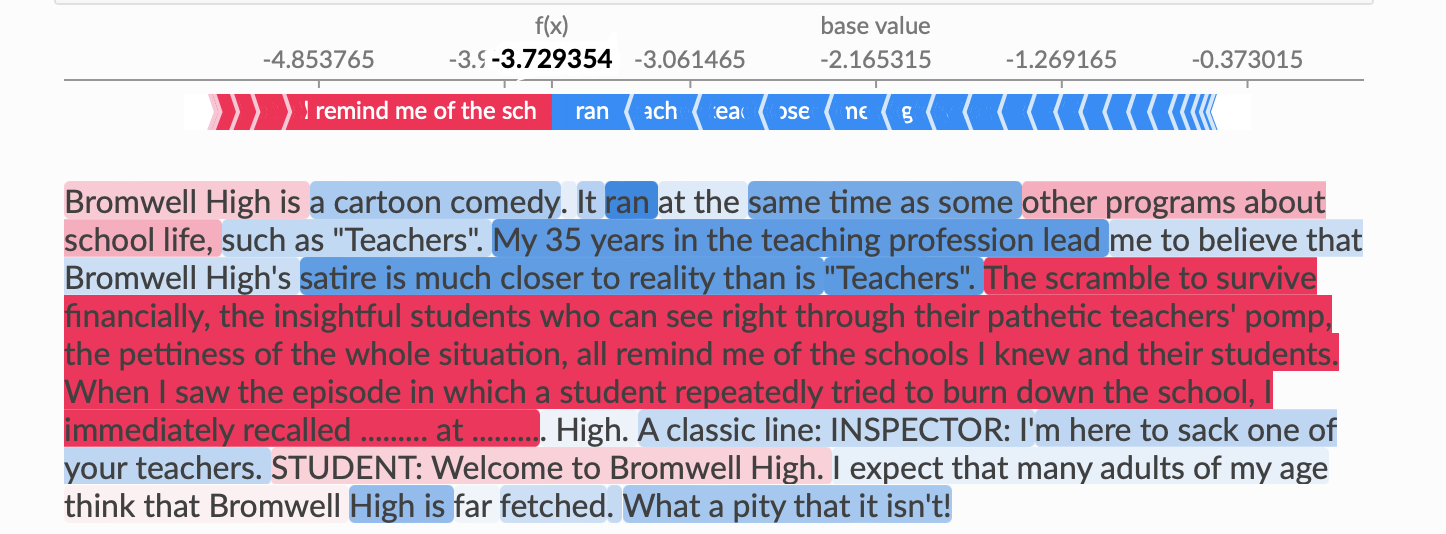 f(x) base value
-4.853765 -3.9 -3.729354 -3.061465 -2.165315 -1.269165 -0.373015
remind me of the sch ran ach tea ose me g
Bromwell High is a cartoon comedy. It ran at the same time as some other programs about
school life, such as "Teachers". My 35 years in the teaching profession lead me to believe that
Bromwell High's satire is much closer to reality than is "Teachers". The scramble to survive
financially, the insightful students who can see right through their pathetic teachers' pomp,
the pettiness of the whole situation, all remind me of the schools I knew and their students.
When I saw the episode in which a student repeatedly tried to burn down the school, I
immediately recalled ......... at .......... High. A classic line: INSPECTOR: I'm here to sack one of
your teachers. STUDENT: Welcome to Bromwell High. I expect that many adults of my age
think that Bromwell High is far fetched. What a pity that it isn't!